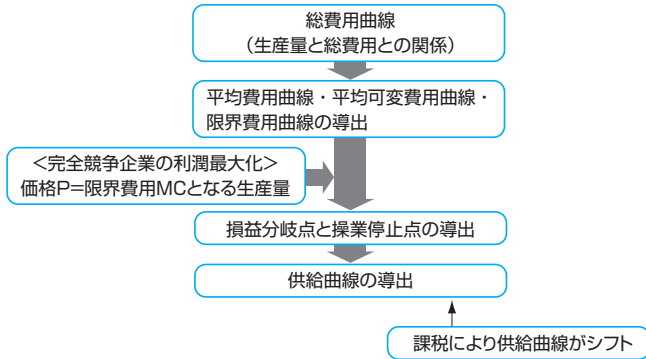 総費用曲線
（生産量と総費用との関係）
平均費用曲線・平均可変費用曲線・
限界費用曲線の導出
＜完全競争企業の利潤最大化＞
価格P=限界費用MCとなる生産量
損益分岐点と操業停止点の導出
供給曲線の導出
課税により供給曲線がシフト